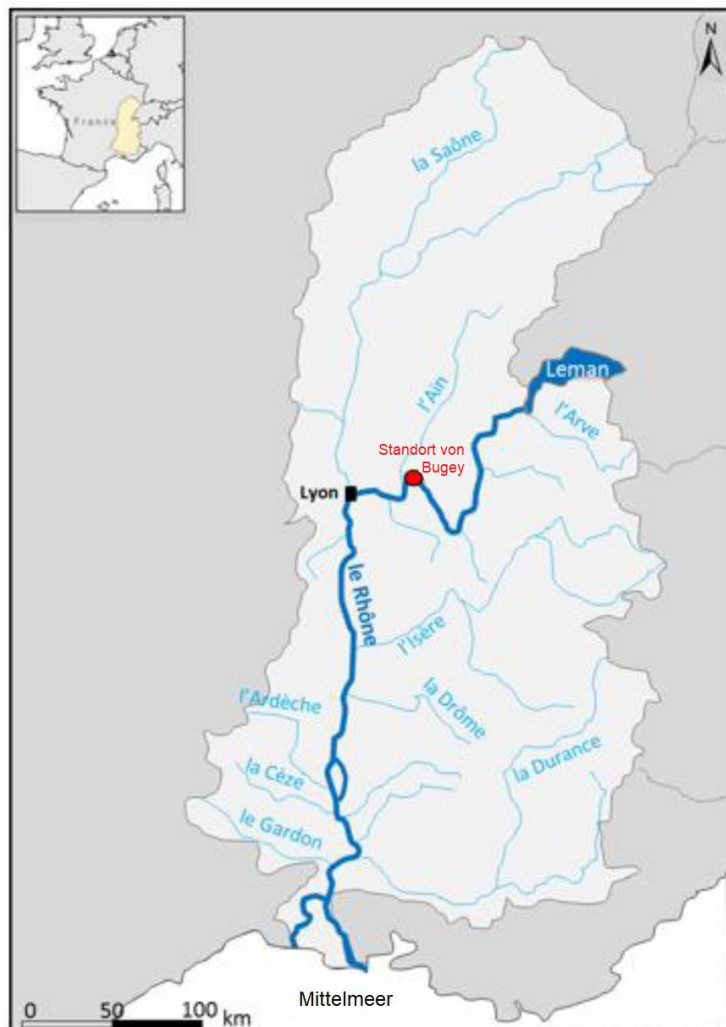 N
France
la Saône
Leman
l'Ain
l'Arve
Standort von
Bugey
Lyon
le Rhône
l'Isère
l'Ardèche
la Drôme
la Durance
la Cèze
le Gardon
Mittelmeer
0 50 100
km